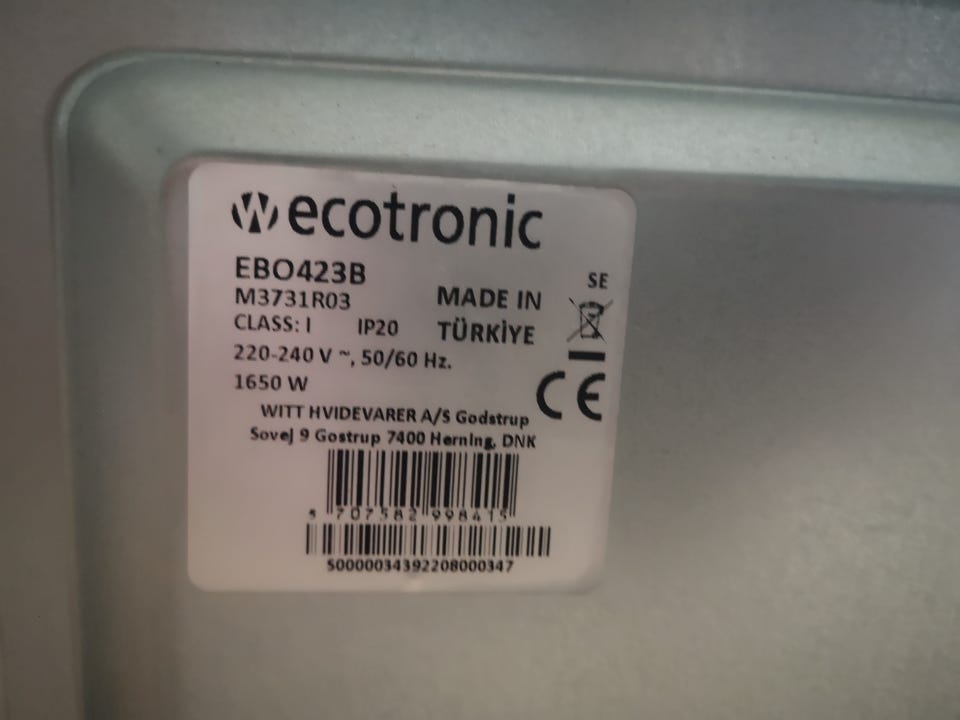 W ecotronic
EBO423B
M3731R03
CLASS: I IP20
MADE IN
TÜRKİYE
SE
220-240 V ~, 50/60 Hz.
1650 W
CE
WITT HVIDEVARER A/S Godstrup
Sovej 9 Gostrup 7400 Herning, DNK
5 707582 998415
S00000034392208000347